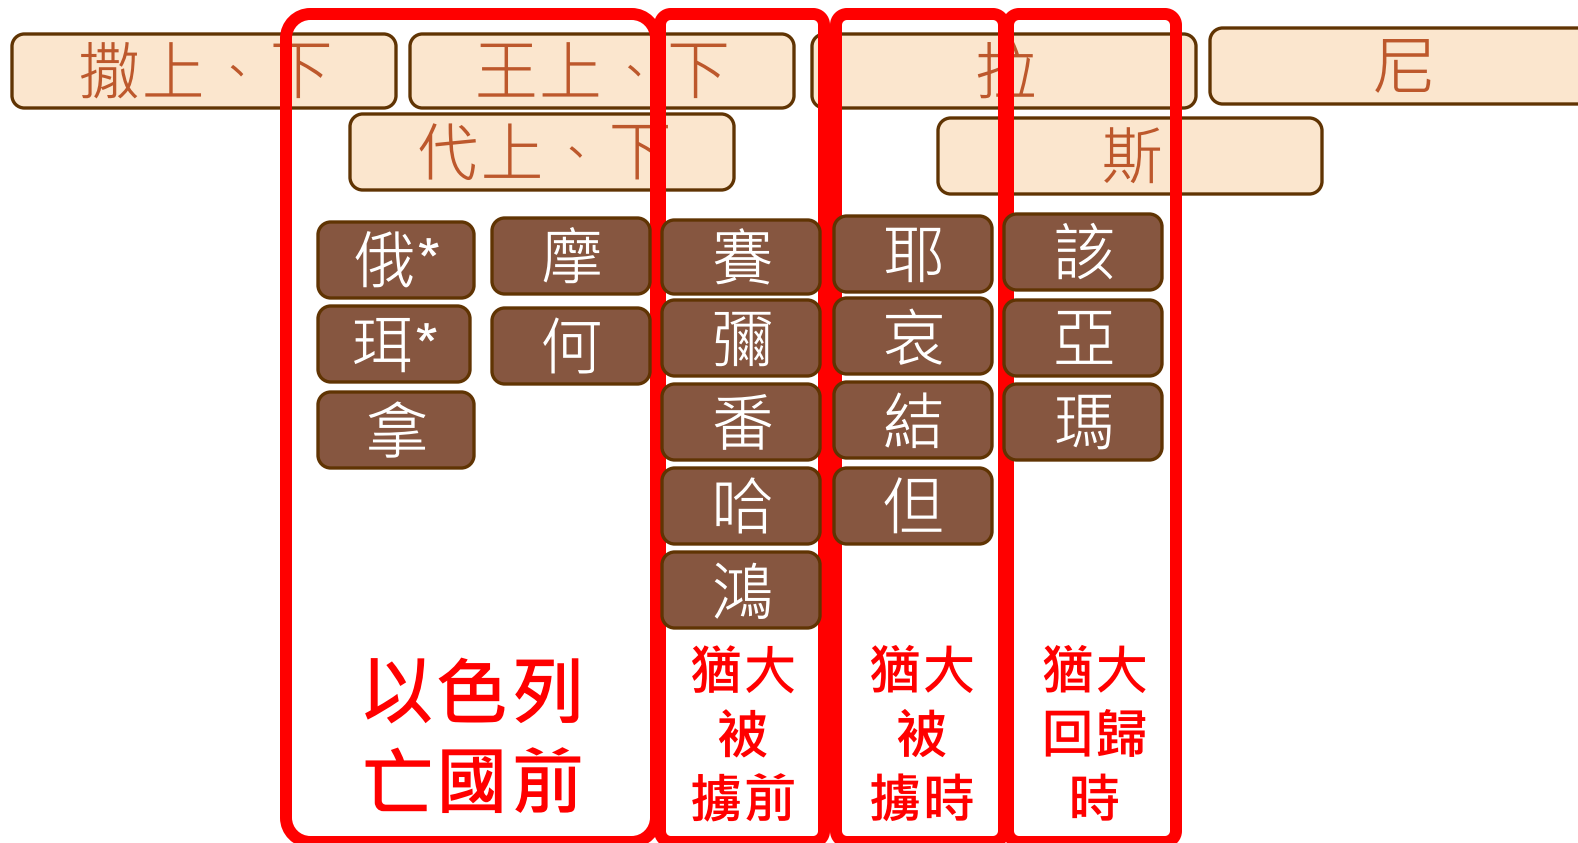 撒上、下
王上、下
拉
尼
代上、下
斯
俄*
珥*
拿
摩
何
賽
彌
番
哈
鴻
耶
哀
結
但
該
亞
瑪
以色列
亡國前
猶大
被
擄前
猶大
被
擄時
猶大
回歸
時